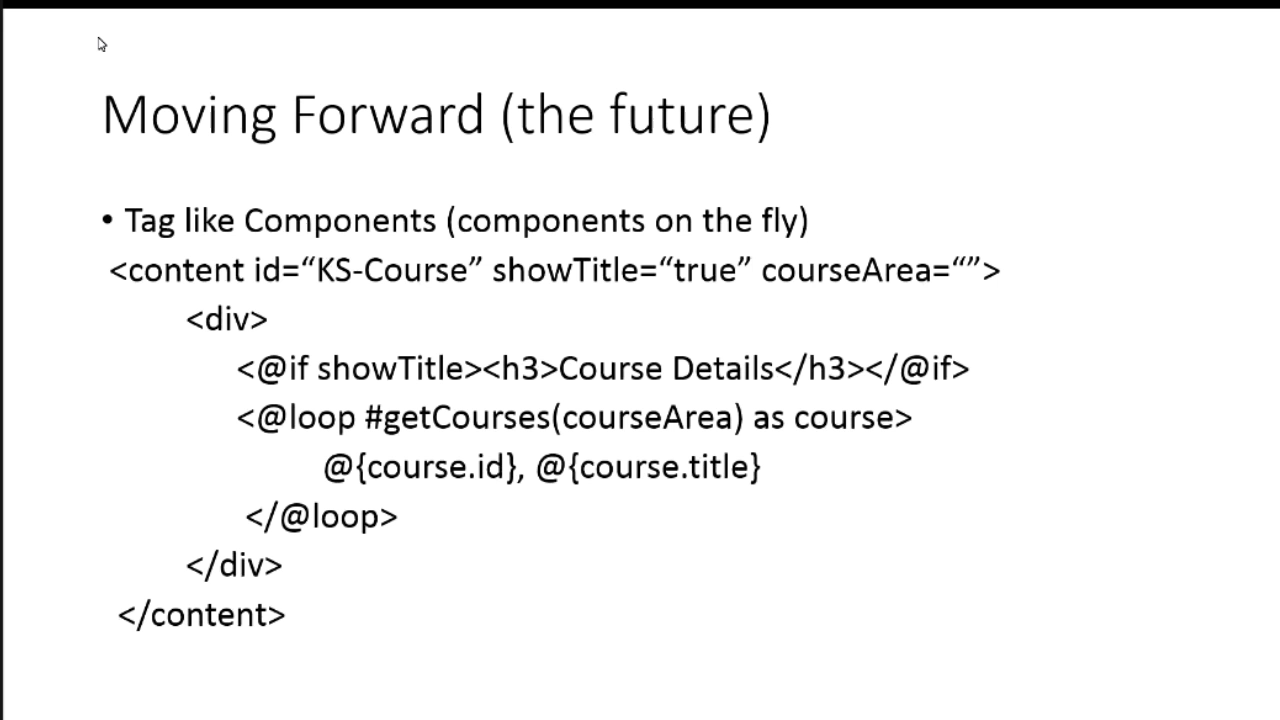 Moving Forward (the future)
• Tag like Components (components on the fly)
<content id=“KS-Course” showTitle=“true” courseArea=“”>
<div>
<@if showTitle><h3>Course Details</h3></@if>
<@loop #getCourses(courseArea) as course>
@{course.id}, @{course.title}
</@loop>
</div>
</content>